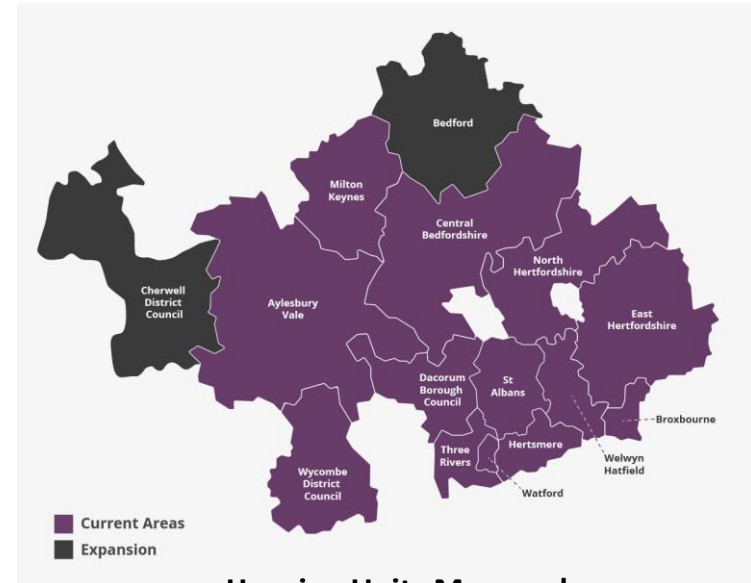 Bedford
Milton
Keynes
Central
Bedfordshire
North
Hertfordshire
Cherwell
District
Council
Aylesbury
Vale
East
Hertfordshire
Dacorum
Borough
Council
St
Albans
Broxbourne
Three
Rivers
Hertsmere
Welwyn
Hatfield
Wycombe
District
Council
Watford
Current Areas
Expansion